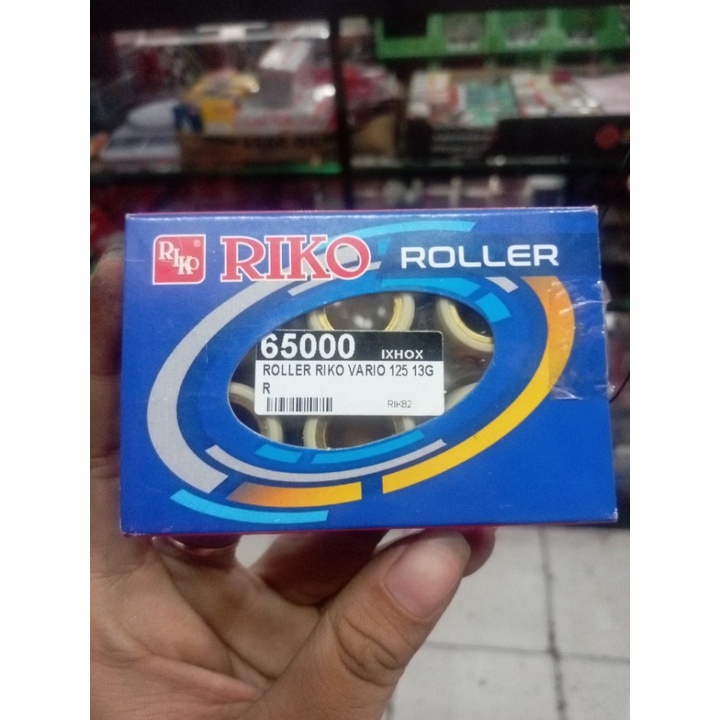 RIKO® RIKO ROLLER
65000 IXHOX
ROLLER RIKO VARIO 125 13G
R
RIKB2